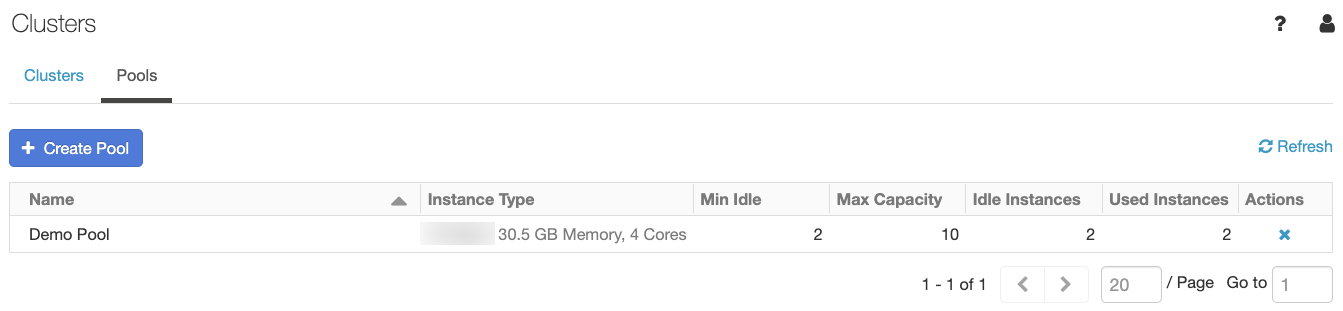 Clusters
?
Clusters Pools
+ Create Pool
Refresh
Name Instance Type Min Idle Max Capacity Idle Instances Used Instances Actions
Demo Pool 30.5 GB Memory, 4 Cores 2 10 2 2
1 - 1 of 1 20 / Page Go to 1